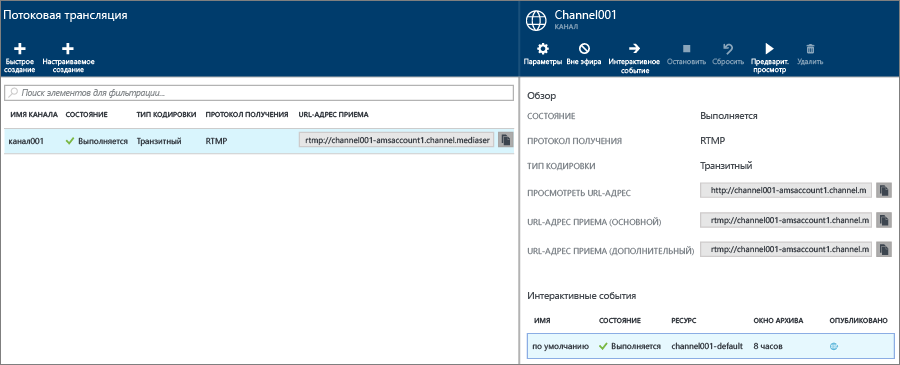 Потоковая трансляция
Быстрое
создание
Настраиваемое
создание
Поиск элементов для фильтрации...
ИМЯ КАНАЛА СОСТОЯНИЕ ТИП КОДИРОВКИ ПРОТОКОЛ ПОЛУЧЕНИЯ URL-АДРЕС ПРИЕМА
канал001 Выполняется Транзитный RTMP rtmp://channel001-amsaccount1.channel.mediaser
Channel001
КАНАЛ
Параметры Вне эфира Интерактивное
событие
Остановить Сбросить Предварит.
просмотр
Удалить
Обзор
СОСТОЯНИЕ Выполняется
ПРОТОКОЛ ПОЛУЧЕНИЯ RTMP
ТИП КОДИРОВКИ Транзитный
ПРОСМОТРЕТЬ URL-АДРЕС http://channel001-amsaccount1.channel.m
URL-АДРЕС ПРИЕМА (ОСНОВНОЙ) rtmp://channel001-amsaccount1.channel.m
URL-АДРЕС ПРИЕМА (ДОПОЛНИТЕЛЬНЫЙ) rtmp://channel001-amsaccount1.channel.m
Интерактивные события
ИМЯ СОСТОЯНИЕ РЕСУРС ОКНО АРХИВА ОПУБЛИКОВАНО
по умолчанию Выполняется channel001-default 8 часов